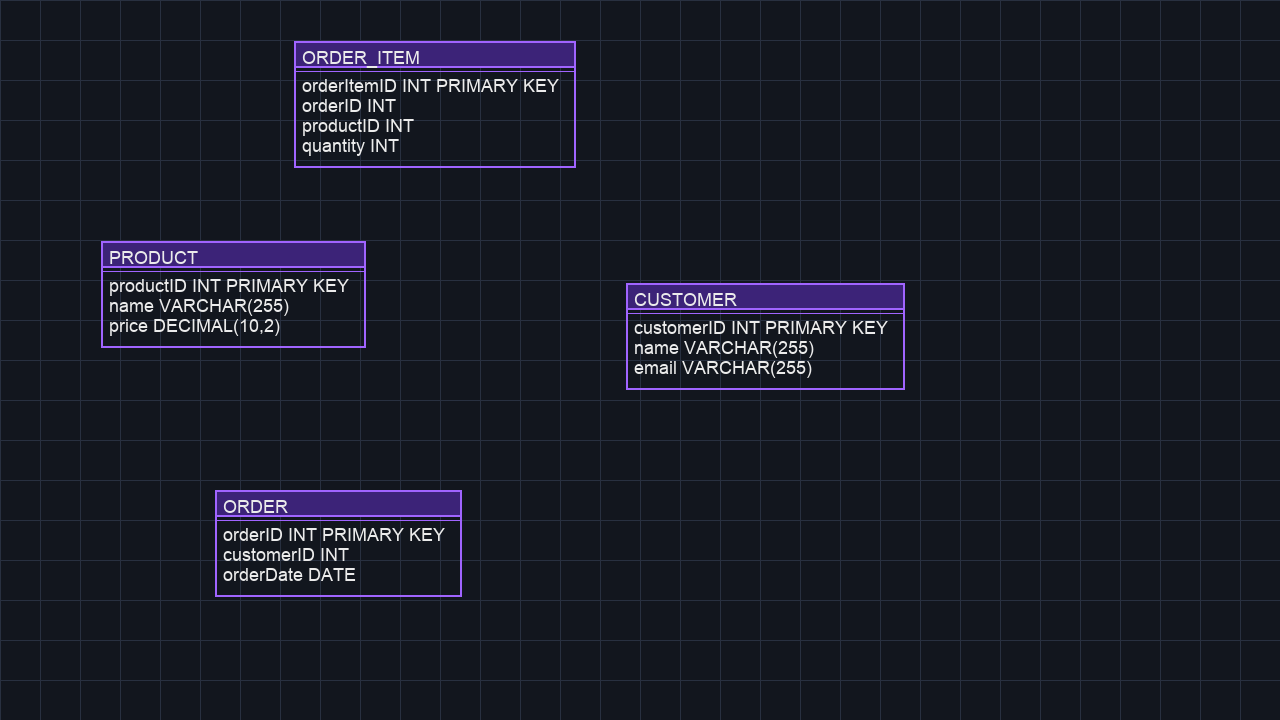 ORDER_ITEM
orderItemID INT PRIMARY KEY
orderID INT
productID INT
quantity INT
PRODUCT
productID INT PRIMARY KEY
name VARCHAR(255)
price DECIMAL(10,2)
CUSTOMER
customerID INT PRIMARY KEY
name VARCHAR(255)
email VARCHAR(255)
ORDER
orderID INT PRIMARY KEY
customerID INT
orderDate DATE